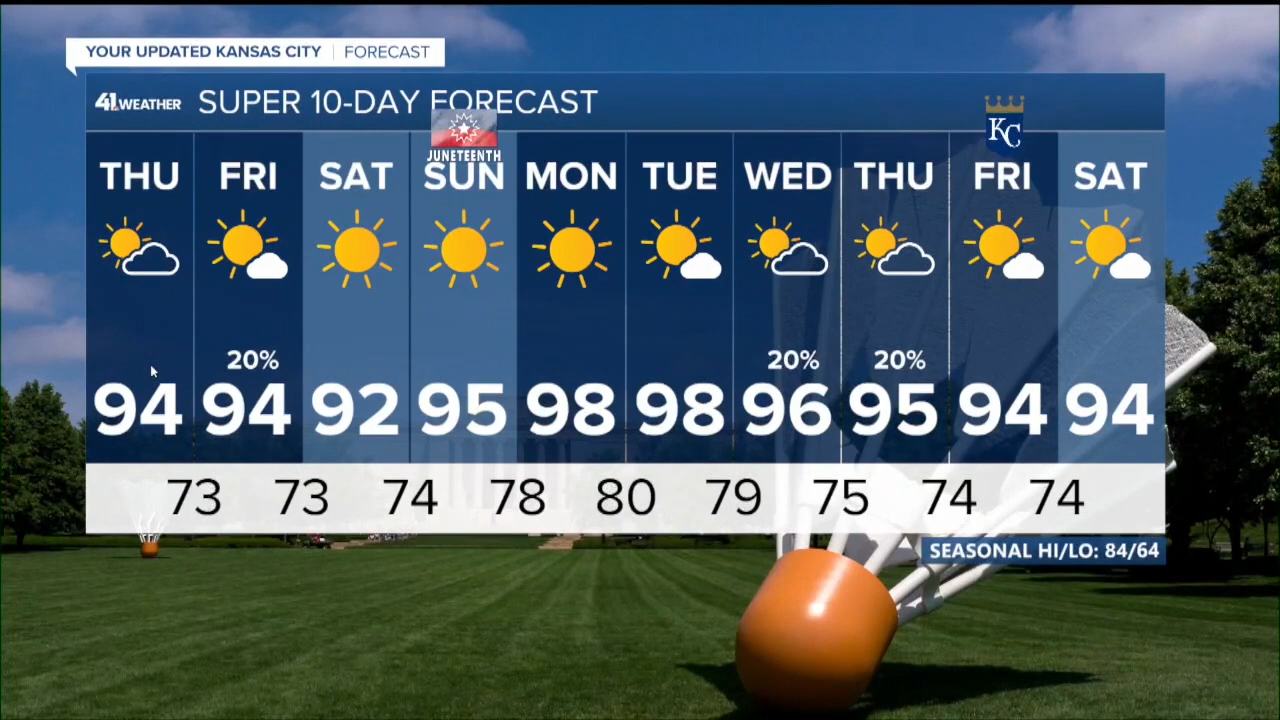 YOUR UPDATED KANSAS CITY | FORECAST
41 WEATHER SUPER 10-DAY FORECAST
JUNETEENTH
KC
THU FRI SAT SUN MON TUE WED THU FRI SAT
20% 20% 20%
94 94 92 95 98 98 96 95 94 94
73 73 74 78 80 79 75 74 74
SEASONAL HI/LO: 84/64